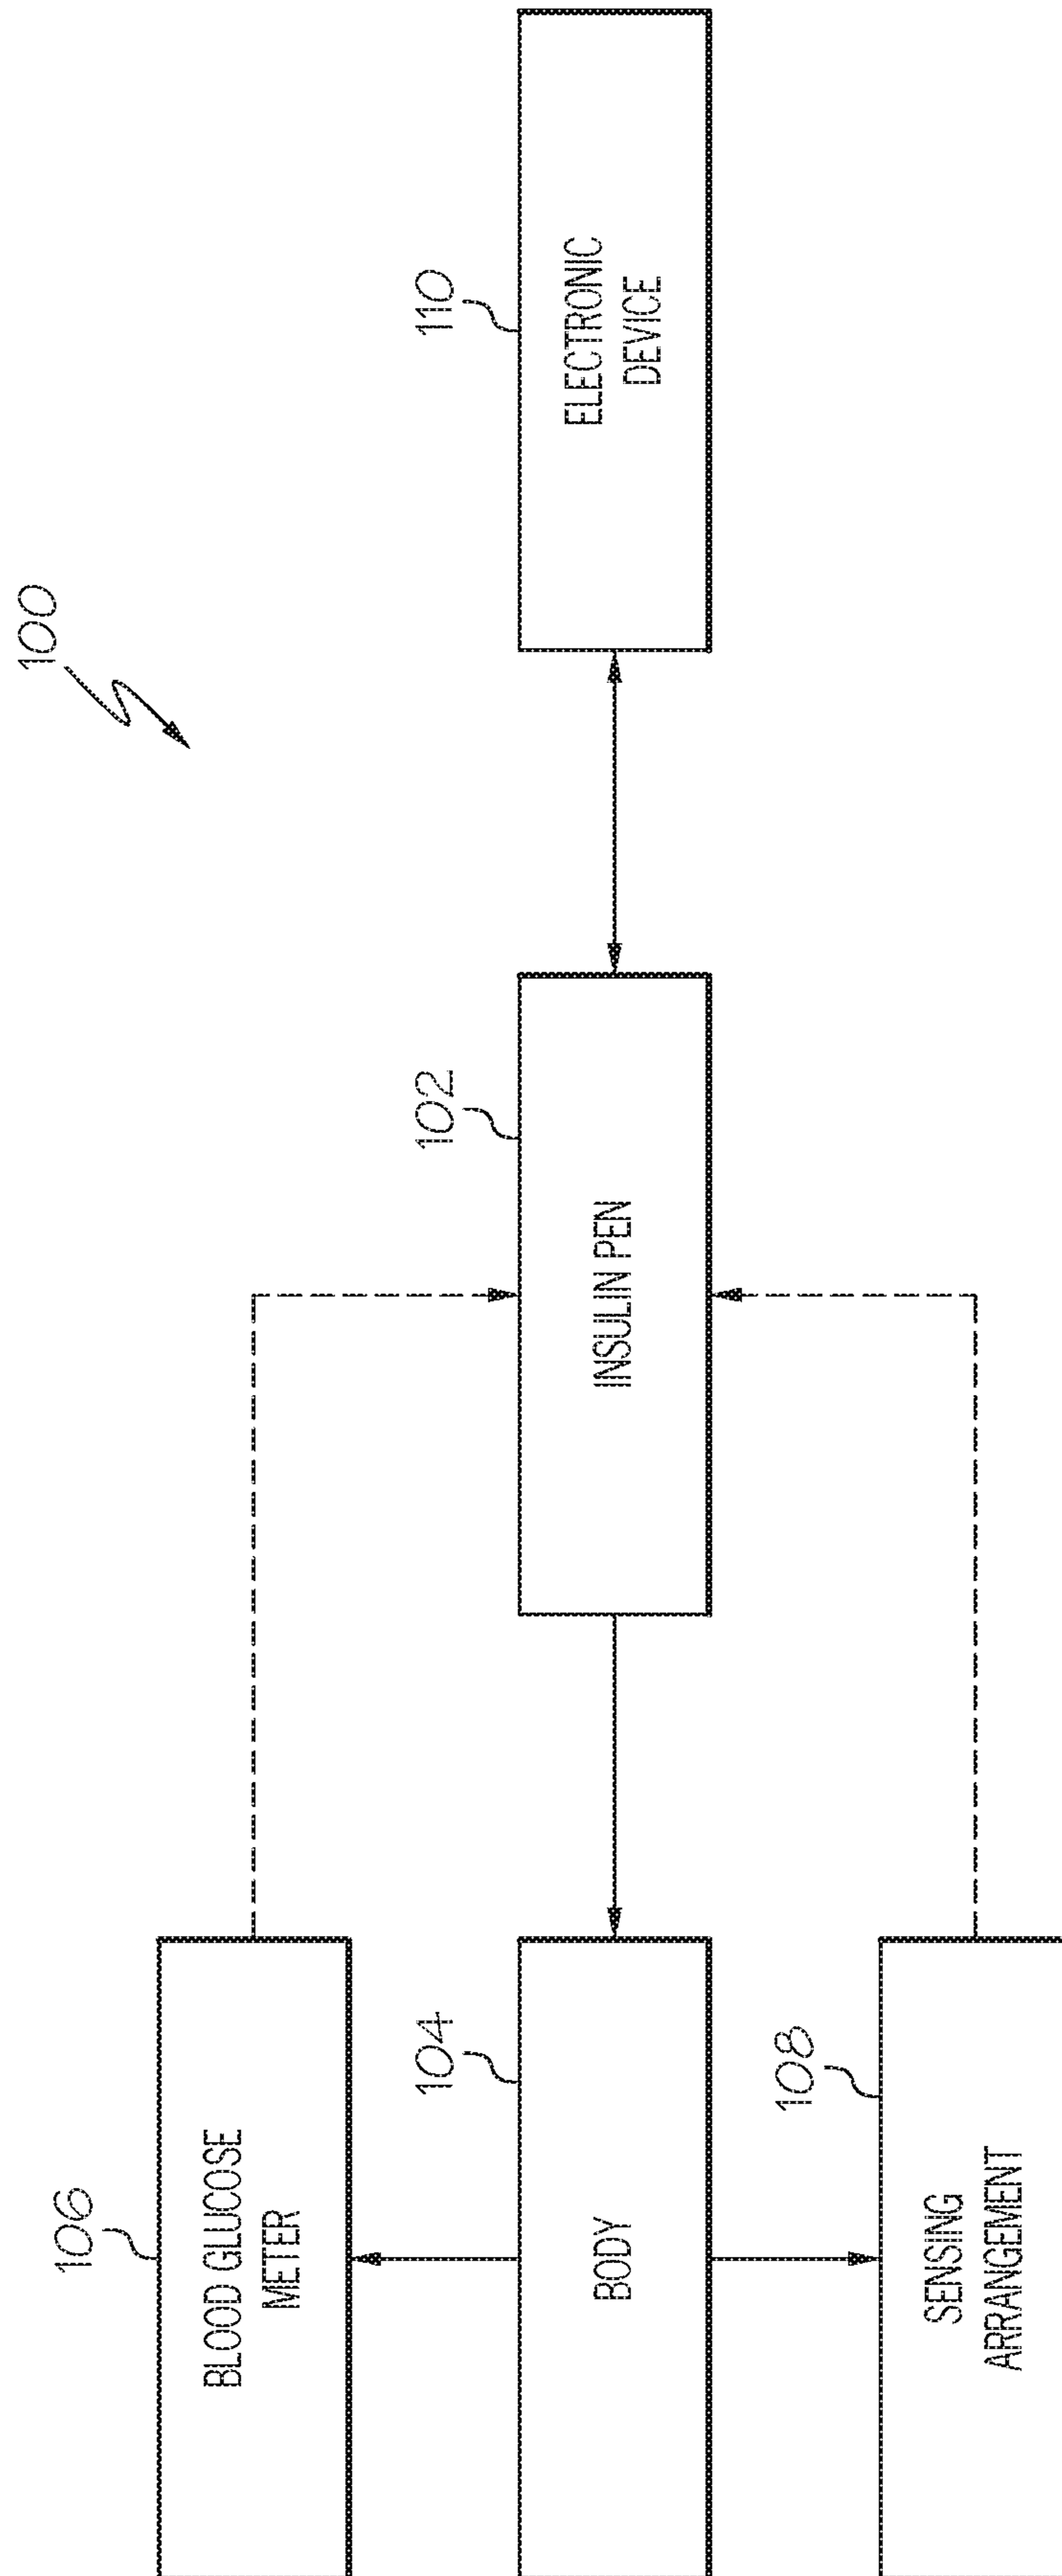 100
106
BLOOD GLUCOSE
METER
104
BODY
102
INSULIN PEN
110
ELECTRONIC
DEVICE
108
SENSING
ARRANGEMENT